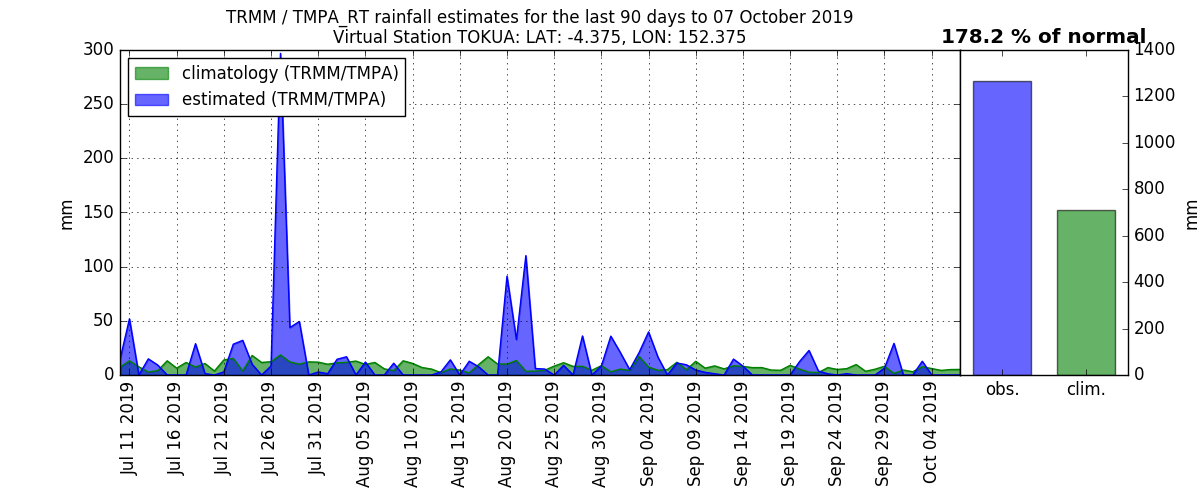 TRMM / TMPA_RT rainfall estimates for the last 90 days to 07 October 2019
Virtual Station TOKUA: LAT: -4.375, LON: 152.375
178.2 % of normal
climatology (TRMM/TMPA)
estimated (TRMM/TMPA)
300
250
200
150
100
50
0
mm
Jul 11 2019
Jul 16 2019
Jul 21 2019
Jul 26 2019
Jul 31 2019
Aug 05 2019
Aug 10 2019
Aug 15 2019
Aug 20 2019
Aug 25 2019
Aug 30 2019
Sep 04 2019
Sep 09 2019
Sep 14 2019
Sep 19 2019
Sep 24 2019
Sep 29 2019
Oct 04 2019
1400
1200
1000
800
600
400
200
0
mm
obs.
clim.